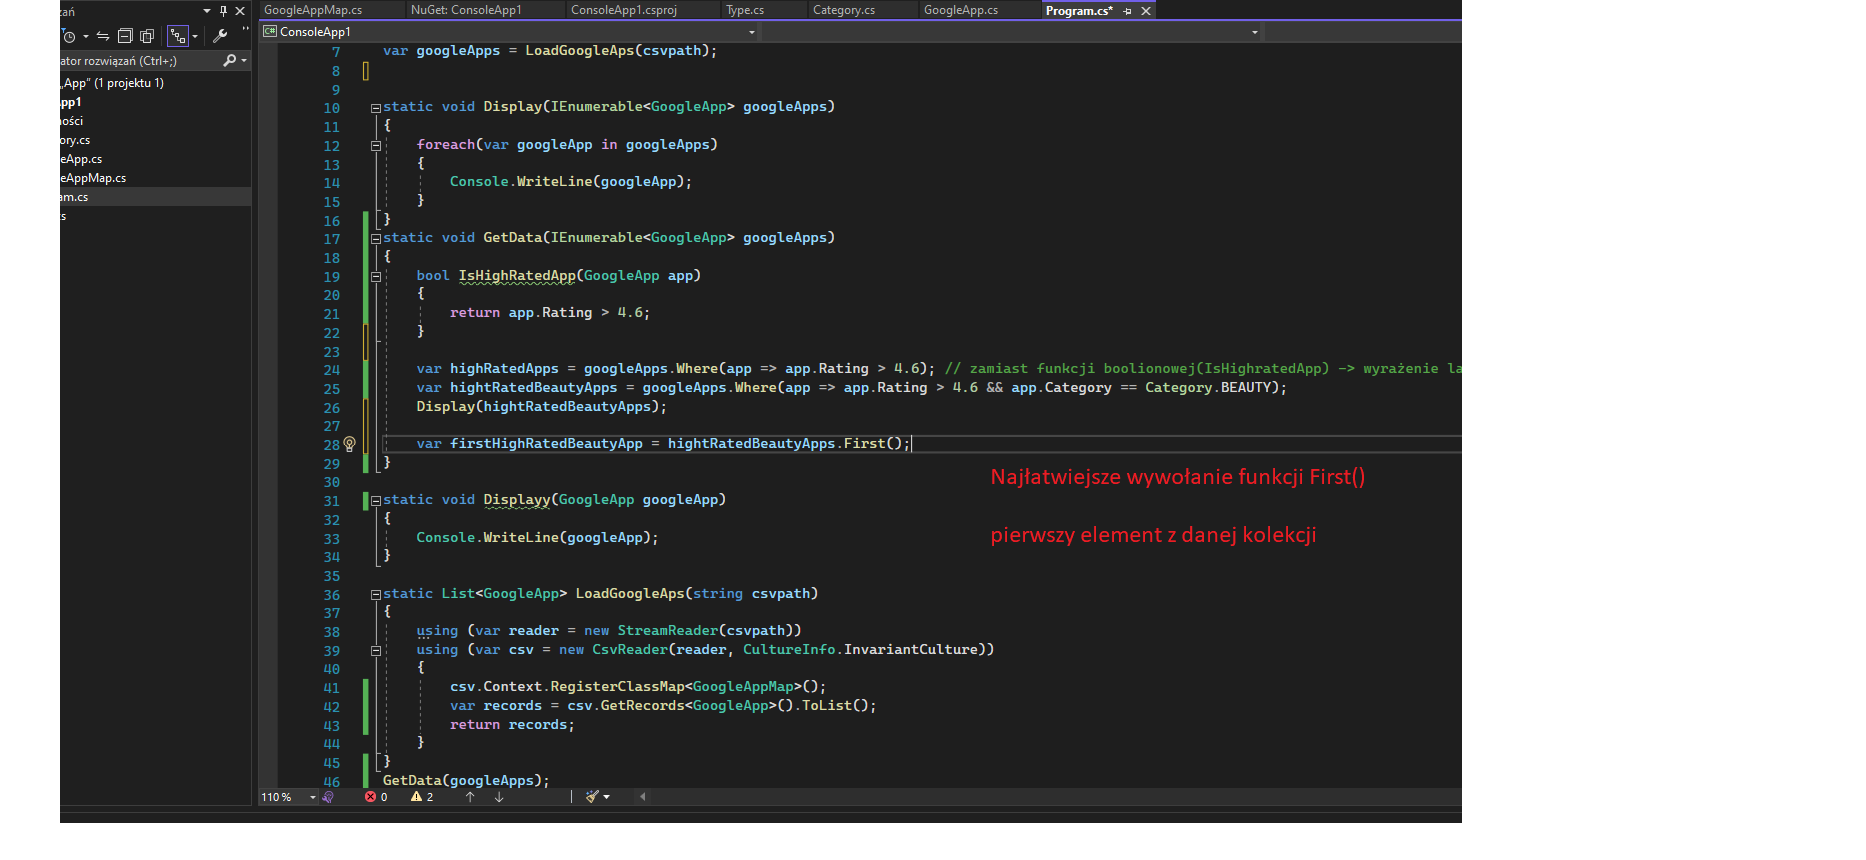 zań
GoogleAppMap.cs NuGet: ConsoleApp1 ConsoleApp1.csproj Type.cs Category.cs GoogleApp.cs Program.cs*
C# ConsoleApp1
ator rozwiązań (Ctrl+;)
„App” (1 projektu 1)
App1
ności
ory.cs
eApp.cs
eAppMap.cs
am.cs
cs
7 var googleApps = LoadGoogleAps(csvpath);
8
9
10 static void Display(IEnumerable<GoogleApp> googleApps)
11 {
12 foreach(var googleApp in googleApps)
13 {
14 Console.WriteLine(googleApp);
15 }
16 }
17 static void GetData(IEnumerable<GoogleApp> googleApps)
18 {
19 bool IsHighRatedApp(GoogleApp app)
20 {
21 return app.Rating > 4.6;
22 }
23
24 var highRatedApps = googleApps.Where(app => app.Rating > 4.6); // zamiast funkcji boolionowej(IsHighratedApp) -> wyrażenie la
25 var hightRatedBeautyApps = googleApps.Where(app => app.Rating > 4.6 && app.Category == Category.BEAUTY);
26 Display(hightRatedBeautyApps);
27
28 var firstHighRatedBeautyApp = hightRatedBeautyApps.First();
29 }
Najłatwiejsze wywołanie funkcji First()
30
31 static void Displayy(GoogleApp googleApp)
32 {
pierwszy element z danej kolekcji
33 Console.WriteLine(googleApp);
34 }
35
36 static List<GoogleApp> LoadGoogleAps(string csvpath)
37 {
38 using (var reader = new StreamReader(csvpath))
39 using (var csv = new CsvReader(reader, CultureInfo.InvariantCulture))
40 {
41 csv.Context.RegisterClassMap<GoogleAppMap>();
42 var records = csv.GetRecords<GoogleApp>().ToList();
43 return records;
44 }
45 }
46 GetData(googleApps);
110 % 0 2